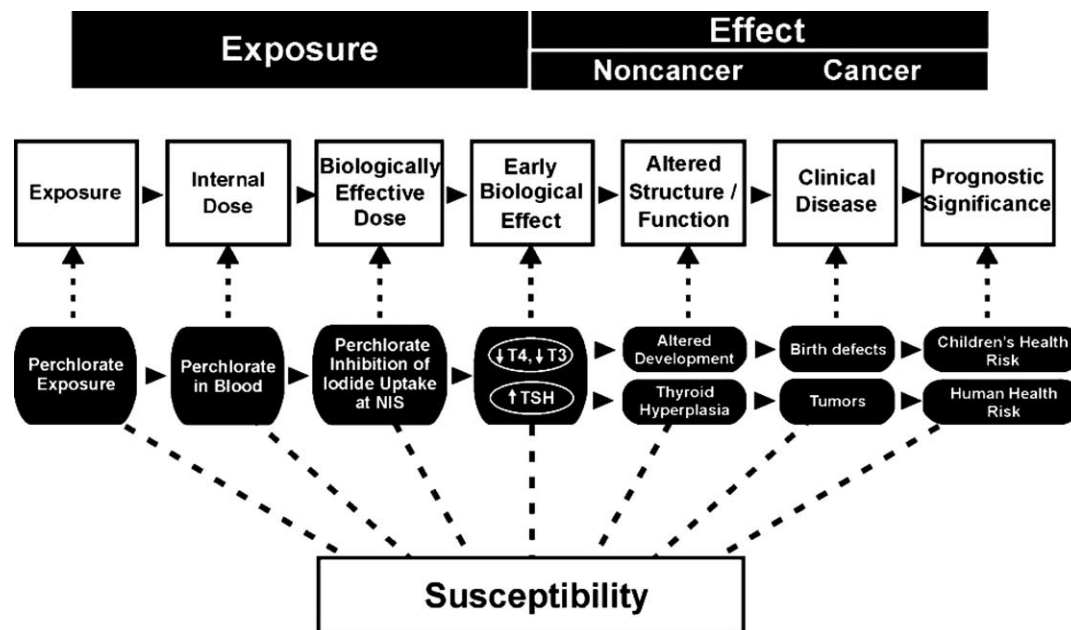 Exposure
Effect
Noncancer Cancer
Exposure
Internal
Dose
Biologically
Effective
Dose
Early
Biological
Effect
Altered
Structure /
Function
Clinical
Disease
Prognostic
Significance
Perchlorate
Exposure
Perchlorate
in Blood
Perchlorate
Inhibition of
Iodide Uptake
at NIS
↓T4, ↓T3
↑TSH
Altered
Development
Birth defects
Children's Health
Risk
Thyroid
Hyperplasia
Tumors
Human Health
Risk
Susceptibility